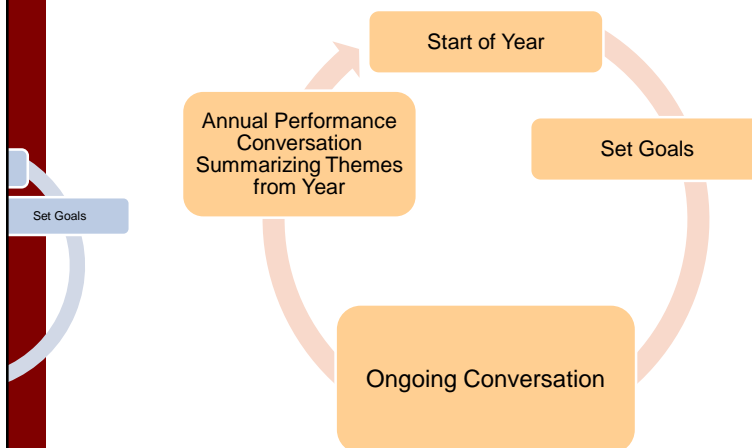 Start of Year
Annual Performance
Conversation
Summarizing Themes
from Year
Set Goals
Set Goals
Ongoing Conversation